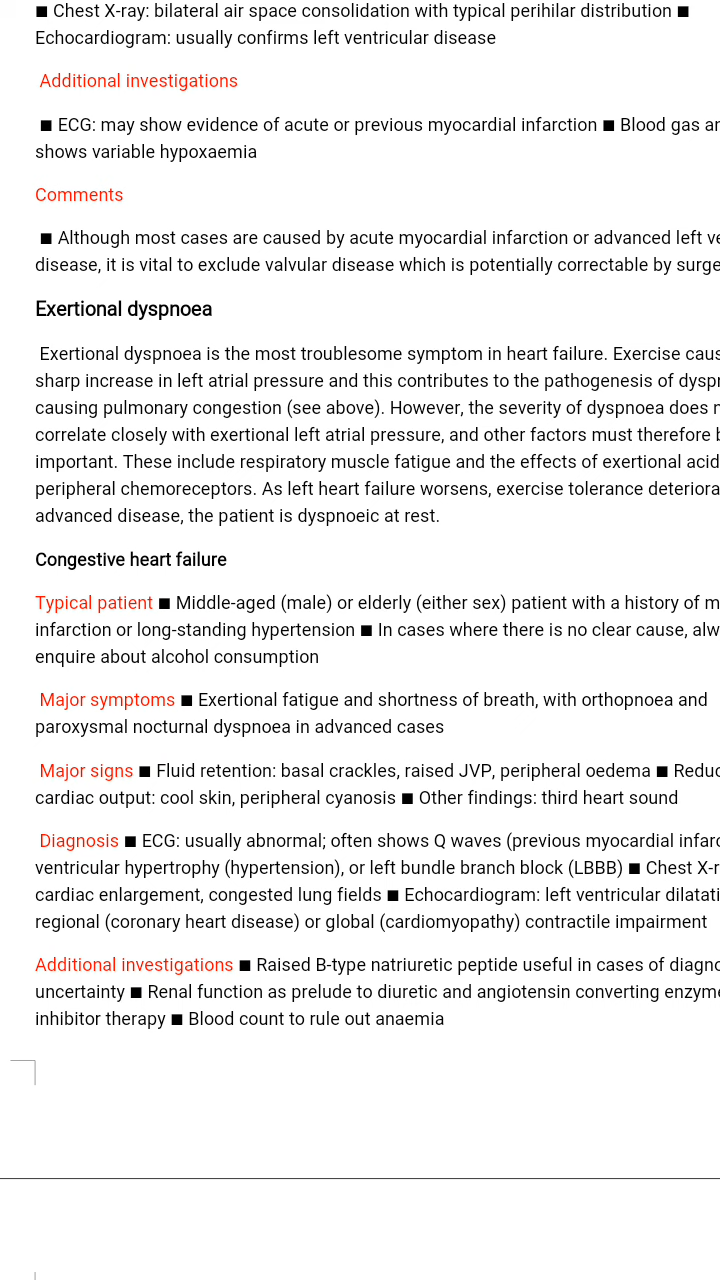 ■ Chest X-ray: bilateral air space consolidation with typical perihilar distribution ■
Echocardiogram: usually confirms left ventricular disease
Additional investigations
■ ECG: may show evidence of acute or previous myocardial infarction ■ Blood gas
shows variable hypoxaemia
Comments
■ Although most cases are caused by acute myocardial infarction or advanced left
disease, it is vital to exclude valvular disease which is potentially correctable by
Exertional dyspnoea
Exertional dyspnoea is the most troublesome symptom in heart failure. Exercise
sharp increase in left atrial pressure and this contributes to the pathogenesis of
causing pulmonary congestion (see above). However, the severity of dyspnoea does
correlate closely with exertional left atrial pressure, and other factors must therefore
important. These include respiratory muscle fatigue and the effects of exertional
peripheral chemoreceptors. As left heart failure worsens, exercise tolerance
advanced disease, the patient is dyspnoeic at rest.
Congestive heart failure
Typical patient ■ Middle-aged (male) or elderly (either sex) patient with a history of
infarction or long-standing hypertension ■ In cases where there is no clear cause,
enquire about alcohol consumption
Major symptoms ■ Exertional fatigue and shortness of breath, with orthopnoea and
paroxysmal nocturnal dyspnoea in advanced cases
Major signs ■ Fluid retention: basal crackles, raised JVP, peripheral oedema ■
cardiac output: cool skin, peripheral cyanosis ■ Other findings: third heart sound
Diagnosis ■ ECG: usually abnormal; often shows Q waves (previous myocardial
ventricular hypertrophy (hypertension), or left bundle branch block (LBBB) ■ Chest
cardiac enlargement, congested lung fields ■ Echocardiogram: left ventricular
regional (coronary heart disease) or global (cardiomyopathy) contractile impairment
Additional investigations ■ Raised B-type natriuretic peptide useful in cases of
uncertainty ■ Renal function as prelude to diuretic and angiotensin converting
inhibitor therapy ■ Blood count to rule out anaemia